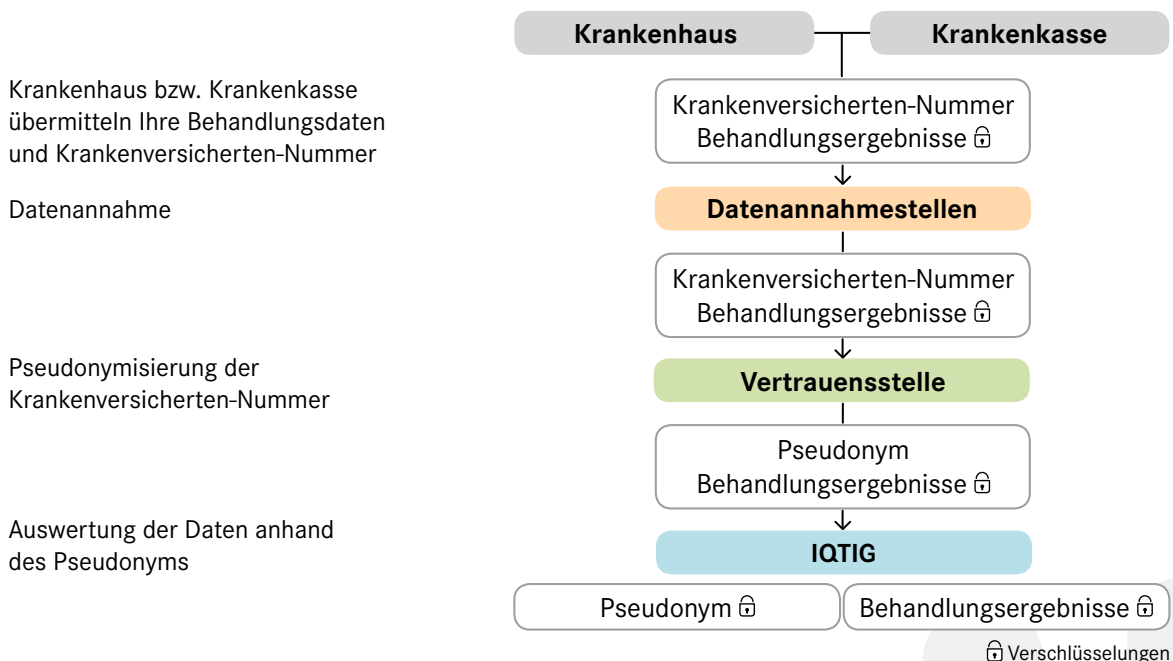 Krankenhaus
Krankenkasse
Krankenhaus bzw. Krankenkasse
übermitteln Ihre Behandlungsdaten
und Krankenversicherten-Nummer
Krankenversicherten-Nummer
Behandlungsergebnisse
Datenannahme
Datenannahmestellen
Krankenversicherten-Nummer
Behandlungsergebnisse
Pseudonymisierung der
Krankenversicherten-Nummer
Vertrauensstelle
Pseudonym
Behandlungsergebnisse
Auswertung der Daten anhand
des Pseudonyms
IQTIG
Pseudonym
Behandlungsergebnisse
Verschlüsselungen